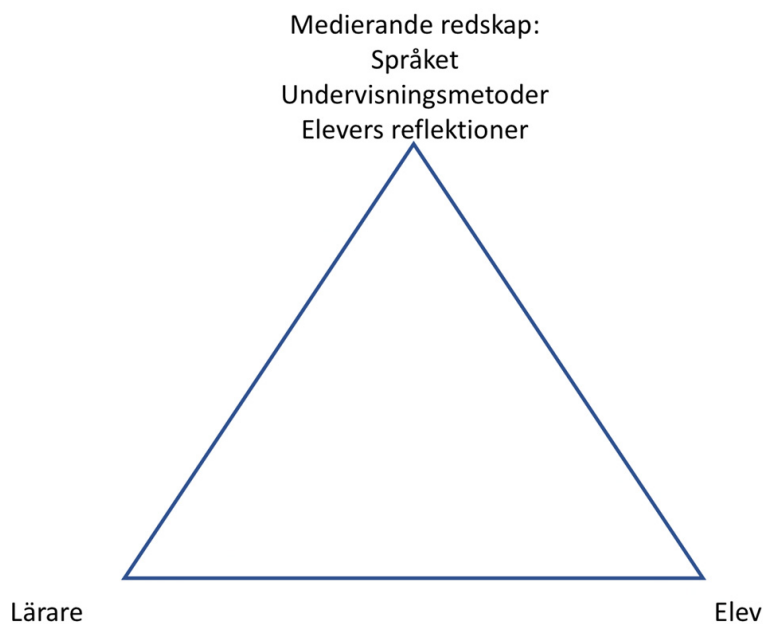 Medierande redskap:
Språket
Undervisningsmetoder
Elevers reflektioner
Lärare
Elev